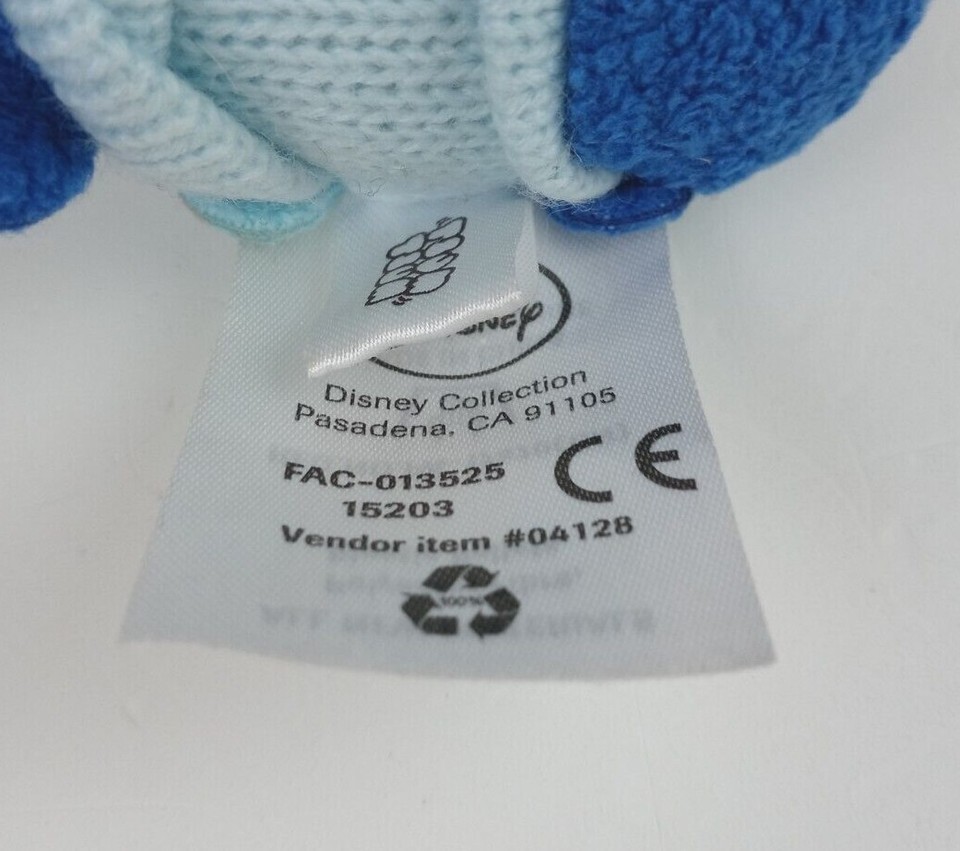 Disney Collection
Pasadena, CA 91105
FAC-013525
15203
CE
Vendor item #04128
100%